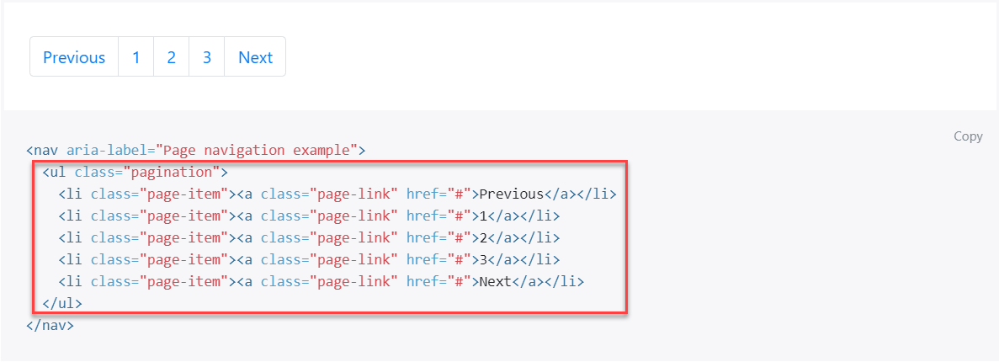 Previous 1 2 3 Next
Copy
<nav aria-label="Page navigation example">
  <ul class="pagination">
    <li class="page-item"><a class="page-link" href="#">Previous</a></li>
    <li class="page-item"><a class="page-link" href="#">1</a></li>
    <li class="page-item"><a class="page-link" href="#">2</a></li>
    <li class="page-item"><a class="page-link" href="#">3</a></li>
    <li class="page-item"><a class="page-link" href="#">Next</a></li>
  </ul>
</nav>